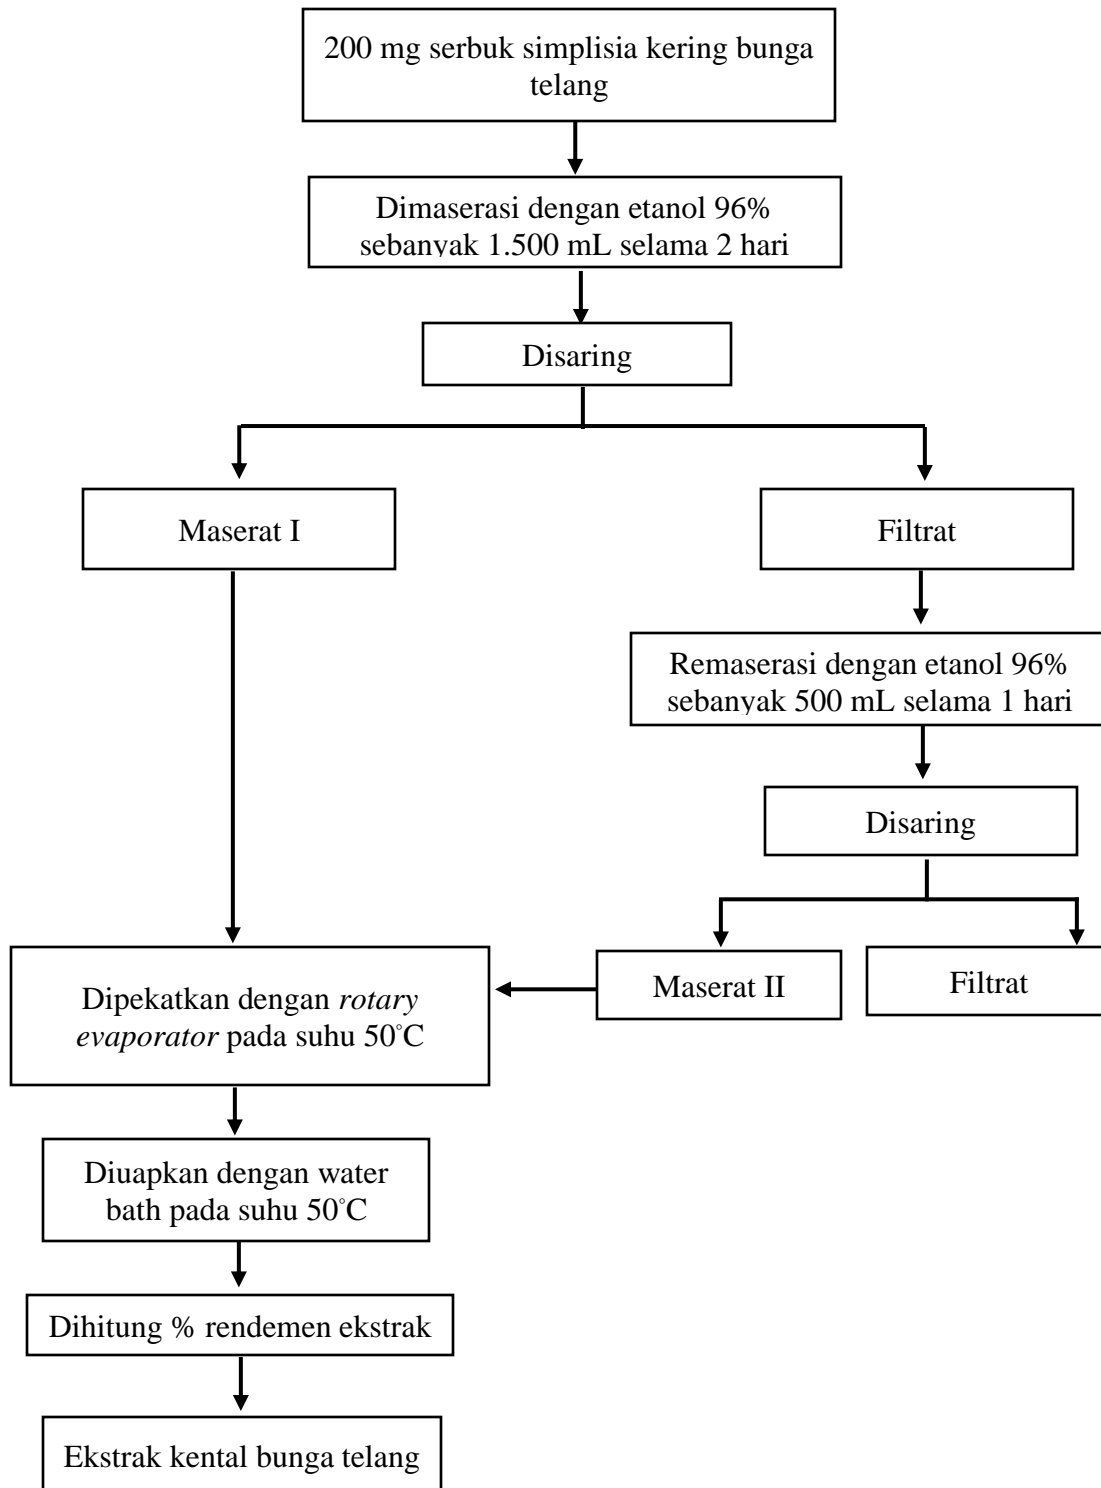 200 mg serbuk simplisia kering bunga
telang
Dimaserasi dengan etanol 96%
sebanyak 1.500 mL selama 2 hari
Disaring
Maserat I
Filtrat
Remaserasi dengan etanol 96%
sebanyak 500 mL selama 1 hari
Disaring
Maserat II
Filtrat
Dipekatkan dengan rotary
evaporator pada suhu 50°C
Diuapkan dengan water
bath pada suhu 50°C
Dihitung % rendemen ekstrak
Ekstrak kental bunga telang